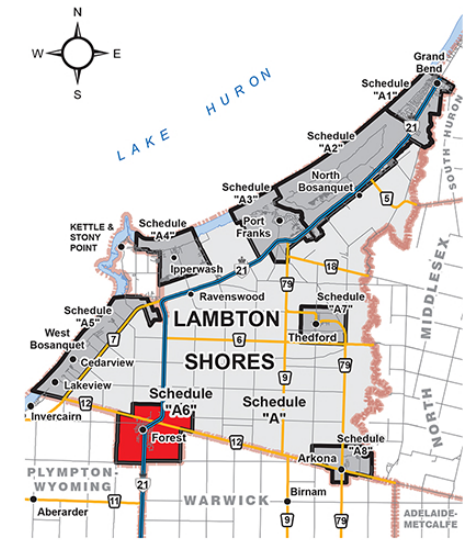 N
W
E
S
LAKE HURON
Grand
Bend
Schedule
"A1"
21
SOUTH HURON
Schedule
"A2"
North
Bosanquet
5
Schedule
"A3"
Port
Franks
KETTLE &
STONY
POINT
Schedule
"A4"
Ipperwash
21
18
79
Ravenswood
NORTH MIDDLESEX
Schedule
"A5"
West
Bosanquet
7
Cedarview
Lakeview
LAMBTON
SHORES
6
Schedule
"A7"
Thedford
79
9
12
Invercairn
Schedule
"A6"
Forest
Schedule
"A"
12
Schedule
"A8"
Arkona
PLYMPTON-
WYOMING
21
11
Aberarder
WARWICK
Birnam
9
79
ADELAIDE-
METCALFE